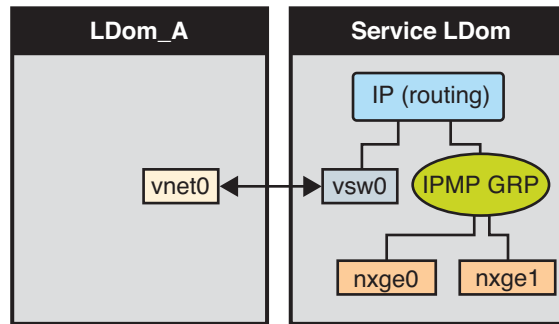 LDom_A
Service LDom
IP (routing)
vnet0
vsw0
IPMP GRP
nxge0
nxge1